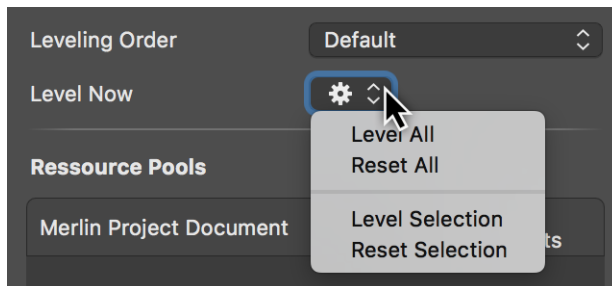 Leveling Order Default
Level Now
Level All
Reset All
Ressource Pools
Level Selection
Merlin Project Document
Reset Selection